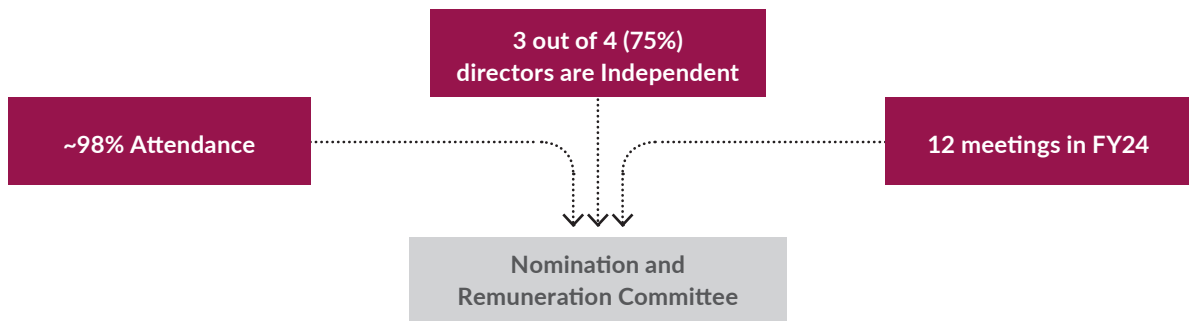 3 out of 4 (75%)
directors are Independent
~98% Attendance
12 meetings in FY24
Nomination and
Remuneration Committee